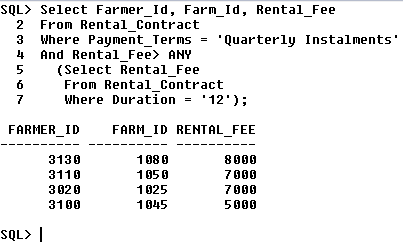 SQL> Select Farmer_Id, Farm_Id, Rental_Fee
  2  From Rental_Contract
  3  Where Payment_Terms = 'Quarterly Instalments'
  4  And Rental_Fee> ANY
  5    (Select Rental_Fee
  6     From Rental_Contract
  7     Where Duration = '12');
 FARMER_ID    FARM_ID RENTAL_FEE
---------- ---------- ----------
      3130       1080       8000
      3110       1050       7000
      3020       1025       7000
      3100       1045       5000
SQL> |